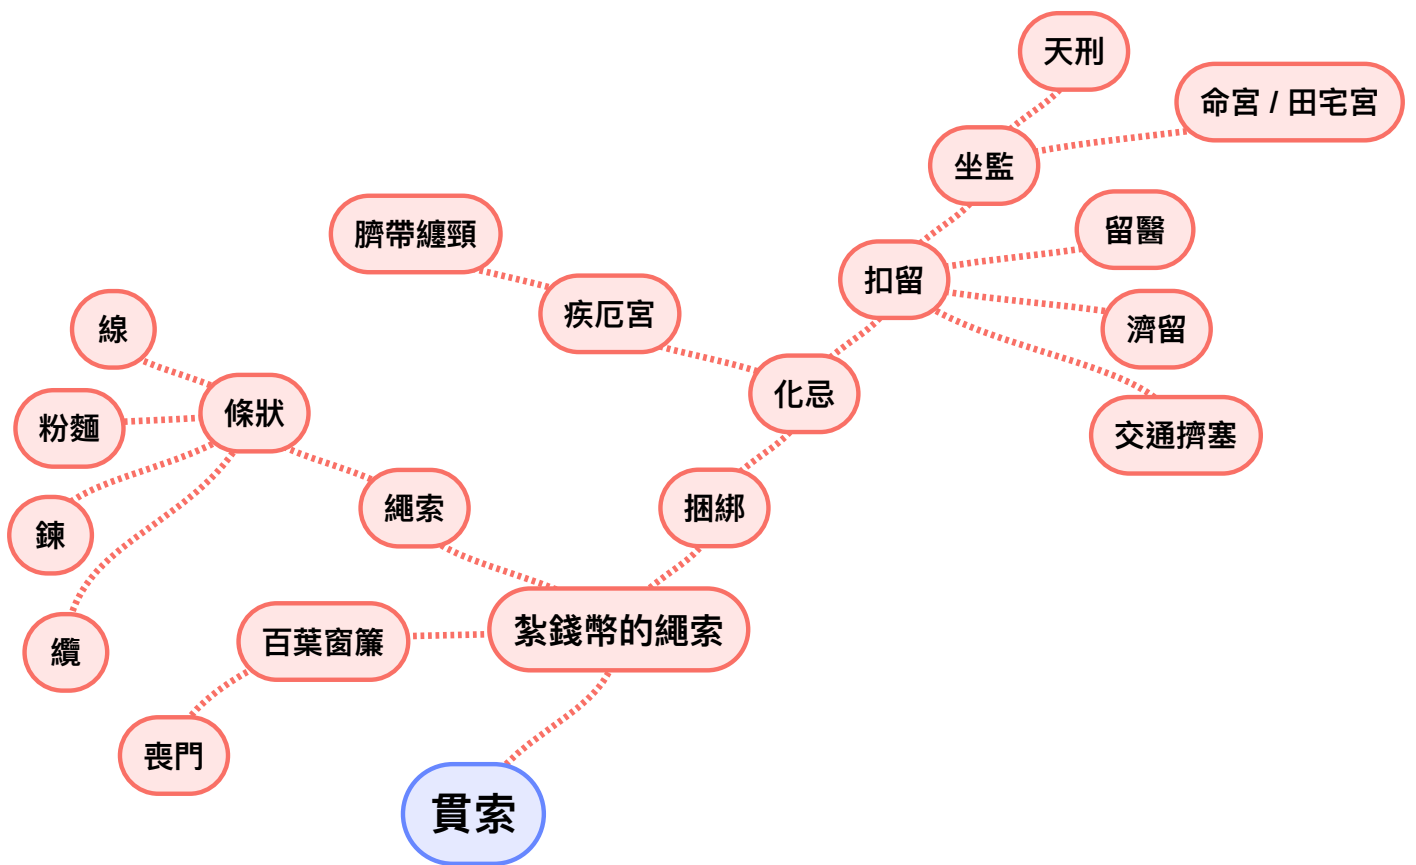 天刑
命宮 / 田宅宮
坐監
留醫
臍帶纏頸
扣留
疾厄宮
濟留
線
化忌
條狀
粉麵
交通擠塞
繩索
捆綁
鍊
紮錢幣的繩索
百葉窗簾
纜
喪門
貫索